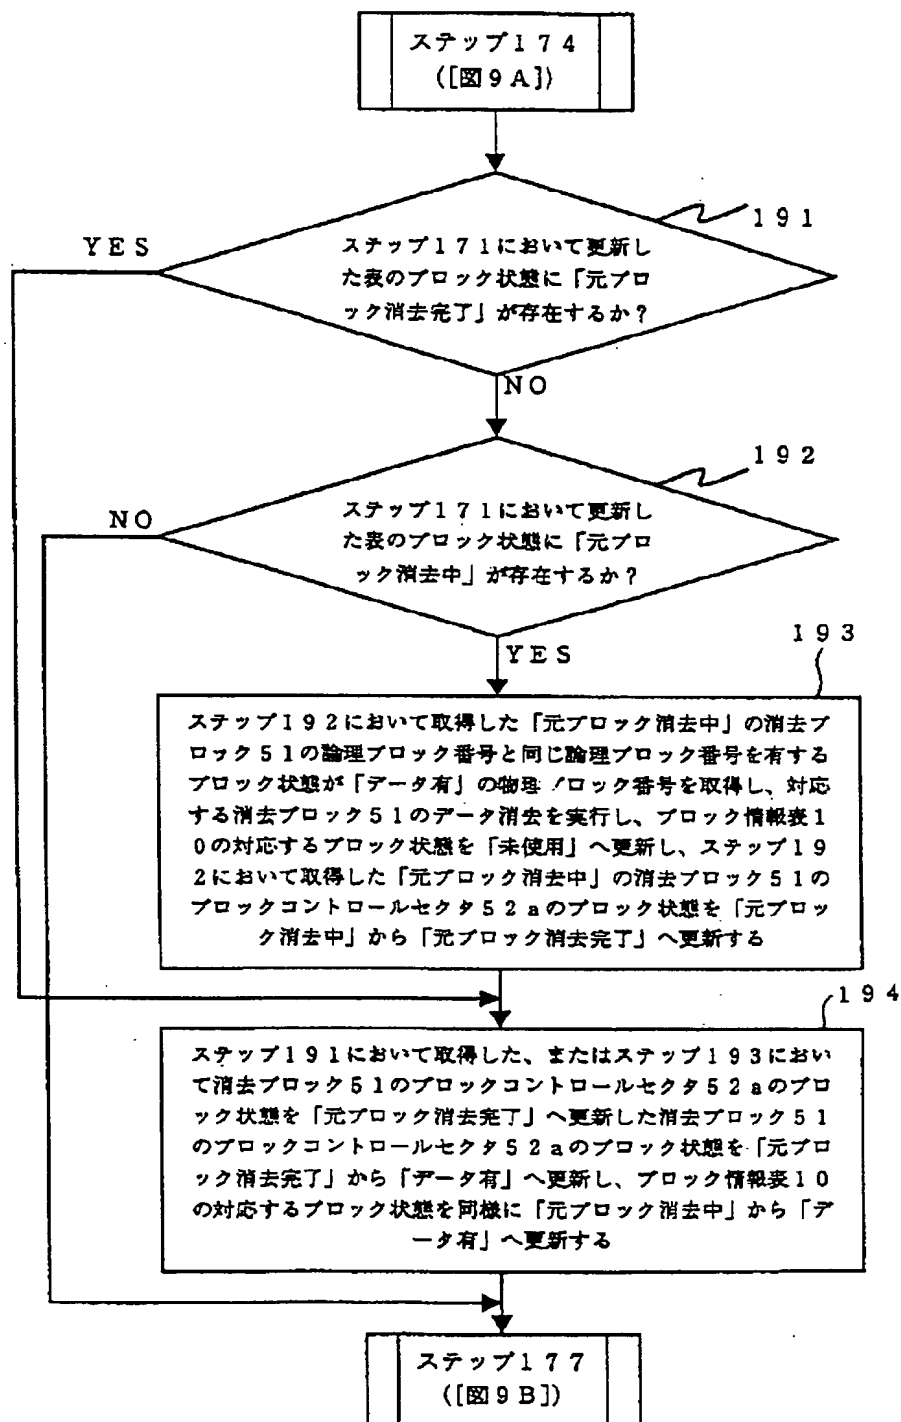 ステップ174
([図9A])
191
YES
ステップ171において更新し
た表のブロック状態に「元ブロ
ック消去完了」が存在するか?
NO
192
NO
ステップ171において更新し
た表のブロック状態に「元ブロ
ック消去中」が存在するか?
193
YES
ステップ192において取得した「元ブロック消去中」の消去ブ
ロック51の論理ブロック番号と同じ論理ブロック番号を有する
ブロック状態が「データ有」の物理 ロック番号を取得し、対応
する消去ブロック51のデータ消去を実行し、ブロック情報表1
0の対応するブロック状態を「未使用」へ更新し、ステップ19
2において取得した「元ブロック消去中」の消去ブロック51の
ブロックコントロールセクタ52aのブロック状態を「元ブロッ
ク消去中」から「元ブロック消去完了」へ更新する
194
ステップ191において取得した、またはステップ193におい
て消去ブロック51のブロックコントロールセクタ52aのブロ
ック状態を「元ブロック消去完了」へ更新した消去ブロック51
のブロックコントロールセクタ52aのブロック状態を「元ブロ
ック消去完了」から「データ有」へ更新し、ブロック情報表10
の対応するブロック状態を同様に「元ブロック消去中」から「デ
ータ有」へ更新する
ステップ177
([図9B])